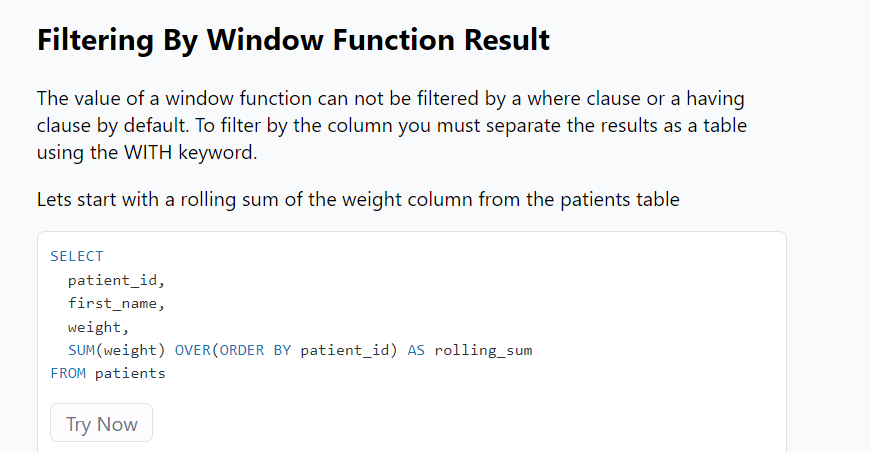 Filtering By Window Function Result
The value of a window function can not be filtered by a where clause or a having
clause by default. To filter by the column you must separate the results as a table
using the WITH keyword.
Lets start with a rolling sum of the weight column from the patients table
SELECT
  patient_id,
  first_name,
  weight,
  SUM(weight) OVER(ORDER BY patient_id) AS rolling_sum
FROM patients
Try Now